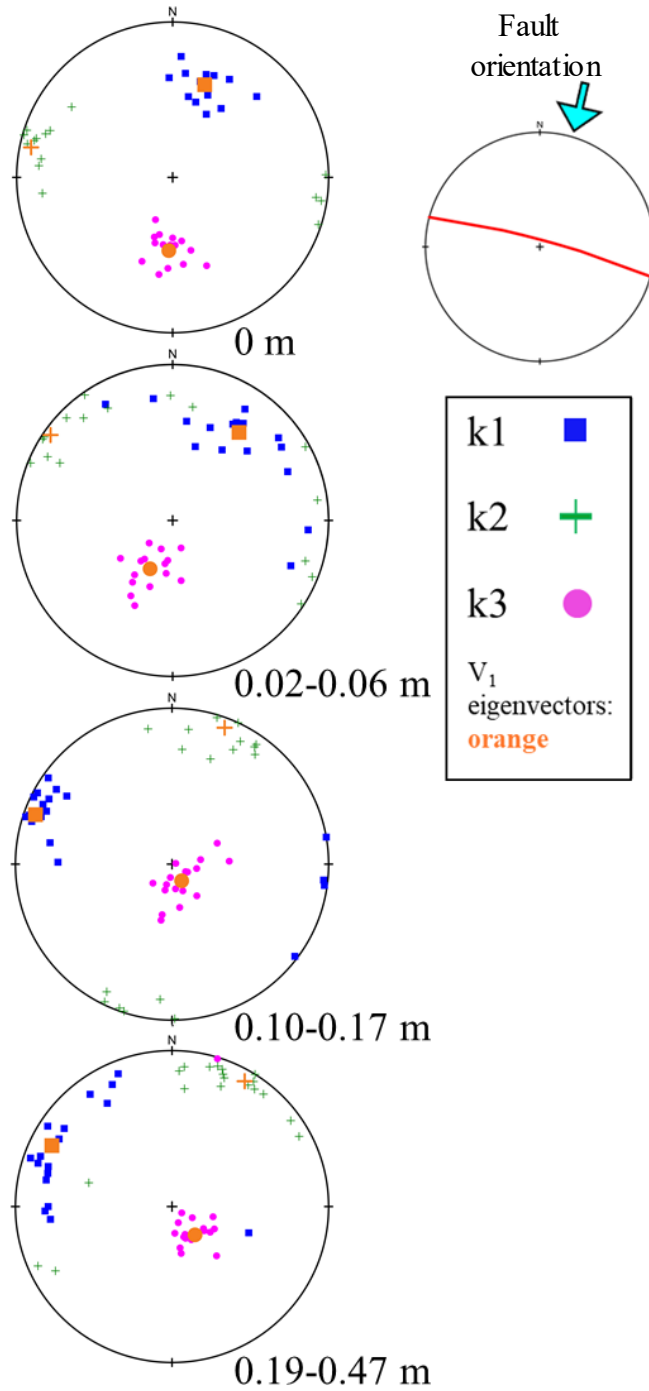 N
0 m
N
0.02-0.06 m
N
0.10-0.17 m
N
0.19-0.47 m
Fault
orientation
N
k1
k2
k3
V₁
eigenvectors:
orange